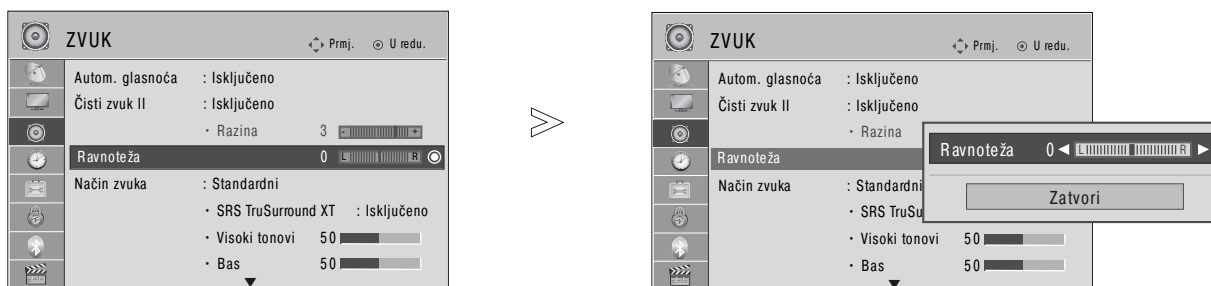 ZVUK Prmj. U redu.
Autom. glasnoća : Isključeno
Čisti zvuk II : Isključeno
• Razina 3 - +
Ravnoteža 0 L R
Način zvuka : Standardni
• SRS TruSurround XT : Isključeno
• Visoki tonovi 50
• Bas 50
ZVUK Prmj. U redu.
Autom. glasnoća : Isključeno
Čisti zvuk II : Isključeno
• Razina
Ravnoteža
Način zvuka : Standardni
• SRS TruSu
• Visoki tonovi 50
• Bas 50
Ravnoteža 0 L R
Zatvori